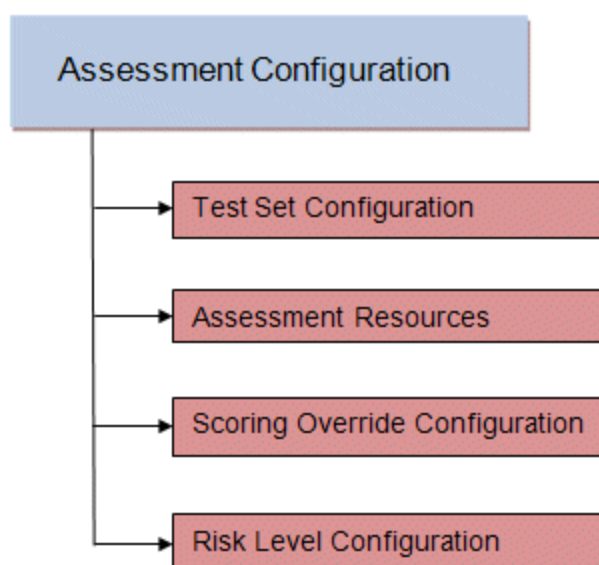 Assessment Configuration
Test Set Configuration
Assessment Resources
Scoring Override Configuration
Risk Level Configuration